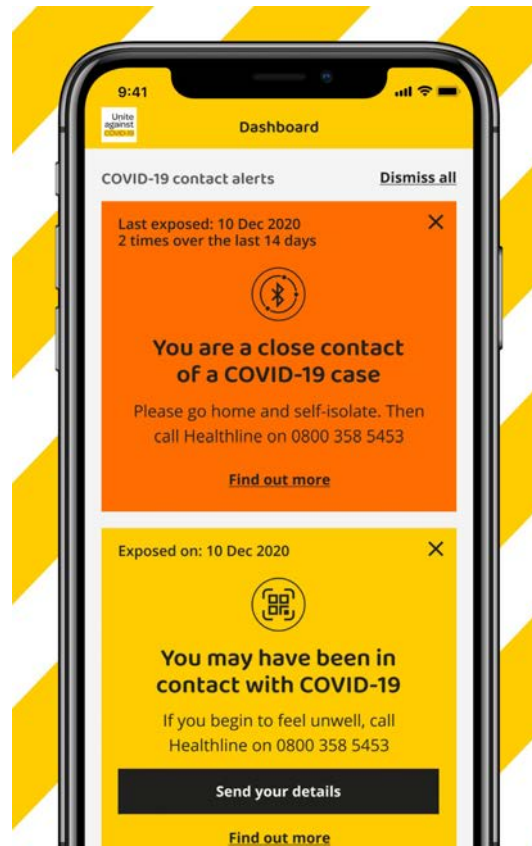 9:41
Unite
against
COVID-19
Dashboard
COVID-19 contact alerts
Dismiss all
Last exposed: 10 Dec 2020
2 times over the last 14 days
You are a close contact
of a COVID-19 case
Please go home and self-isolate. Then
call Healthline on 0800 358 5453
Find out more
Exposed on: 10 Dec 2020
You may have been in
contact with COVID-19
If you begin to feel unwell, call
Healthline on 0800 358 5453
Send your details
Find out more